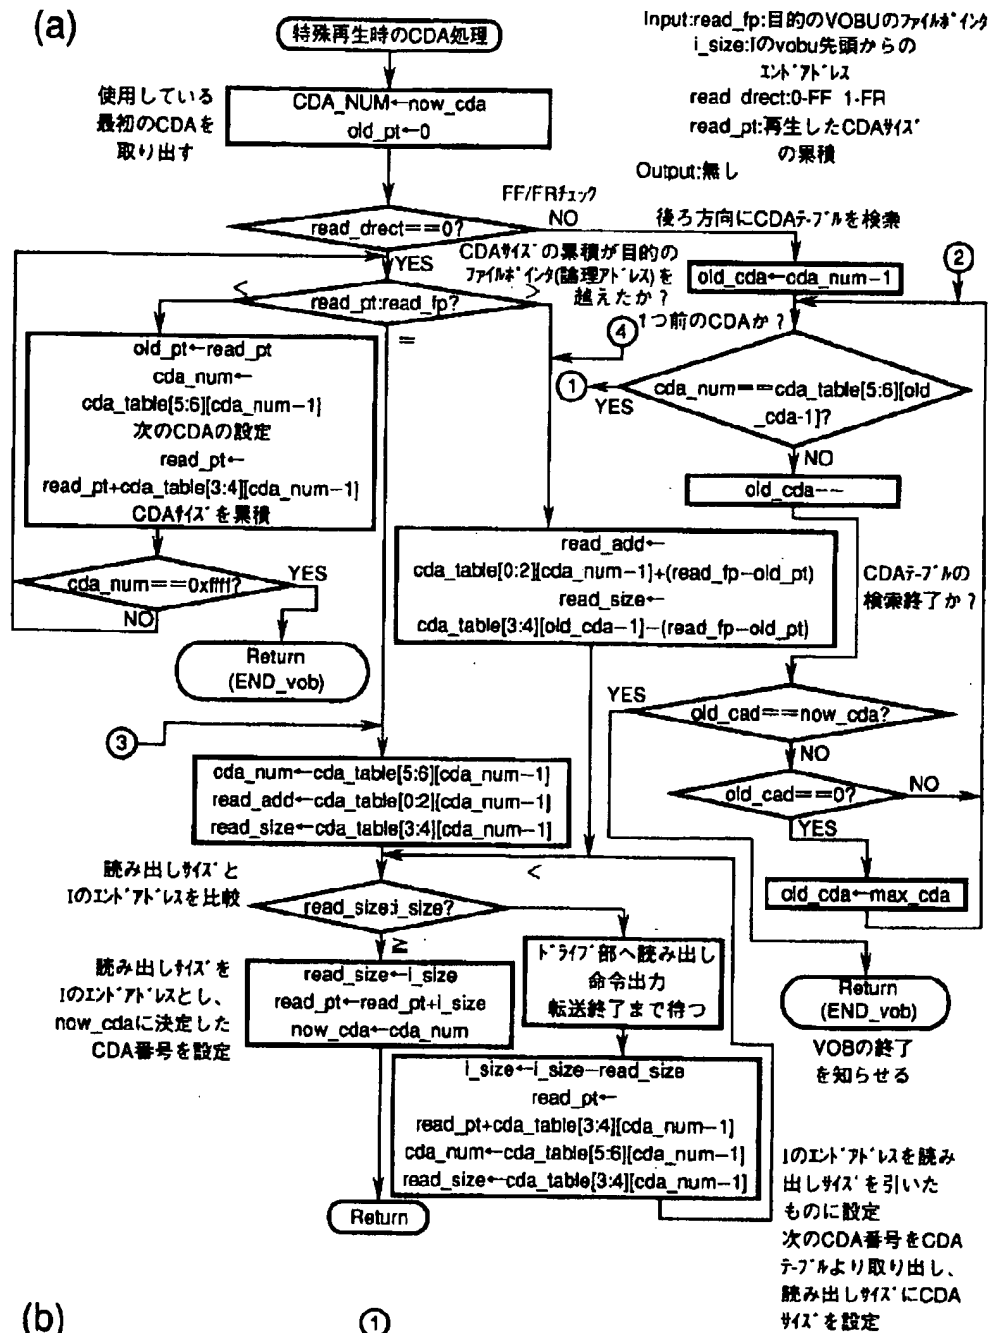 (a)
特殊再生時のCDA処理
Input:read_fp:目的のVOBUのファイルポインタ
i_size:Iのvobu先頭からの
エンドアドレス
read drect:0-FF 1-FR
read_pt:再生したCDAサイズ
の累積
Output:無し
使用している
最初のCDAを
取り出す
CDA_NUM←now_cda
old_pt←0
FF/FRチェック
read_drect==0?
NO
YES
後ろ方向にCDAテーブルを検索
old_cda←cda_num-1
②
CDAサイズの累積が目的の
ファイルポインタ(論理アドレス)を
越えたか?
read_pt:read_fp?
<
>
=
④
1つ前のCDAか?
①
YES
cda_num==cda_table[5:6][old
_cda-1]?
NO
old_cda--
old_pt←read_pt
cda_num←
cda_table[5:6][cda_num-1]
次のCDAの設定
read_pt←
read_pt+cda_table[3:4][cda_num-1]
CDAサイズを累積
cda_num==0xffff?
YES
NO
Return
(END_vob)
read_add←
cda_table[0:2][cda_num-1]+(read_fp-old_pt)
read_size←
cda_table[3:4][old_cda-1]-(read_fp-old_pt)
CDAテーブルの
検索終了か?
YES
old_cad==now_cda?
NO
old_cad==0?
NO
YES
old_cda←max_cda
Return
(END_vob)
VOBの終了
を知らせる
③
cda_num←cda_table[5:6][cda_num-1]
read_add←cda_table[0:2][cda_num-1]
read_size←cda_table[3:4][cda_num-1]
読み出しサイズと
Iのエンドアドレスを比較
read_size:i_size?
<
≧
読み出しサイズを
Iのエンドアドレスとし、
now_cdaに決定した
CDA番号を設定
read_size←i_size
read_pt←read_pt+i_size
now_cda←cda_num
ドライブ部へ読み出し
命令出力
転送終了まで待つ
i_size←i_size-read_size
read_pt←
read_pt+cda_table[3:4][cda_num-1]
cda_num←cda_table[5:6][cda_num-1]
read_size←cda_table[3:4][cda_num-1]
Return
Iのエンドアドレスを読み
出しサイズを引いた
ものに設定
次のCDA番号をCDA
テーブルより取り出し、
読み出しサイズにCDA
サイズを設定
(b)
①